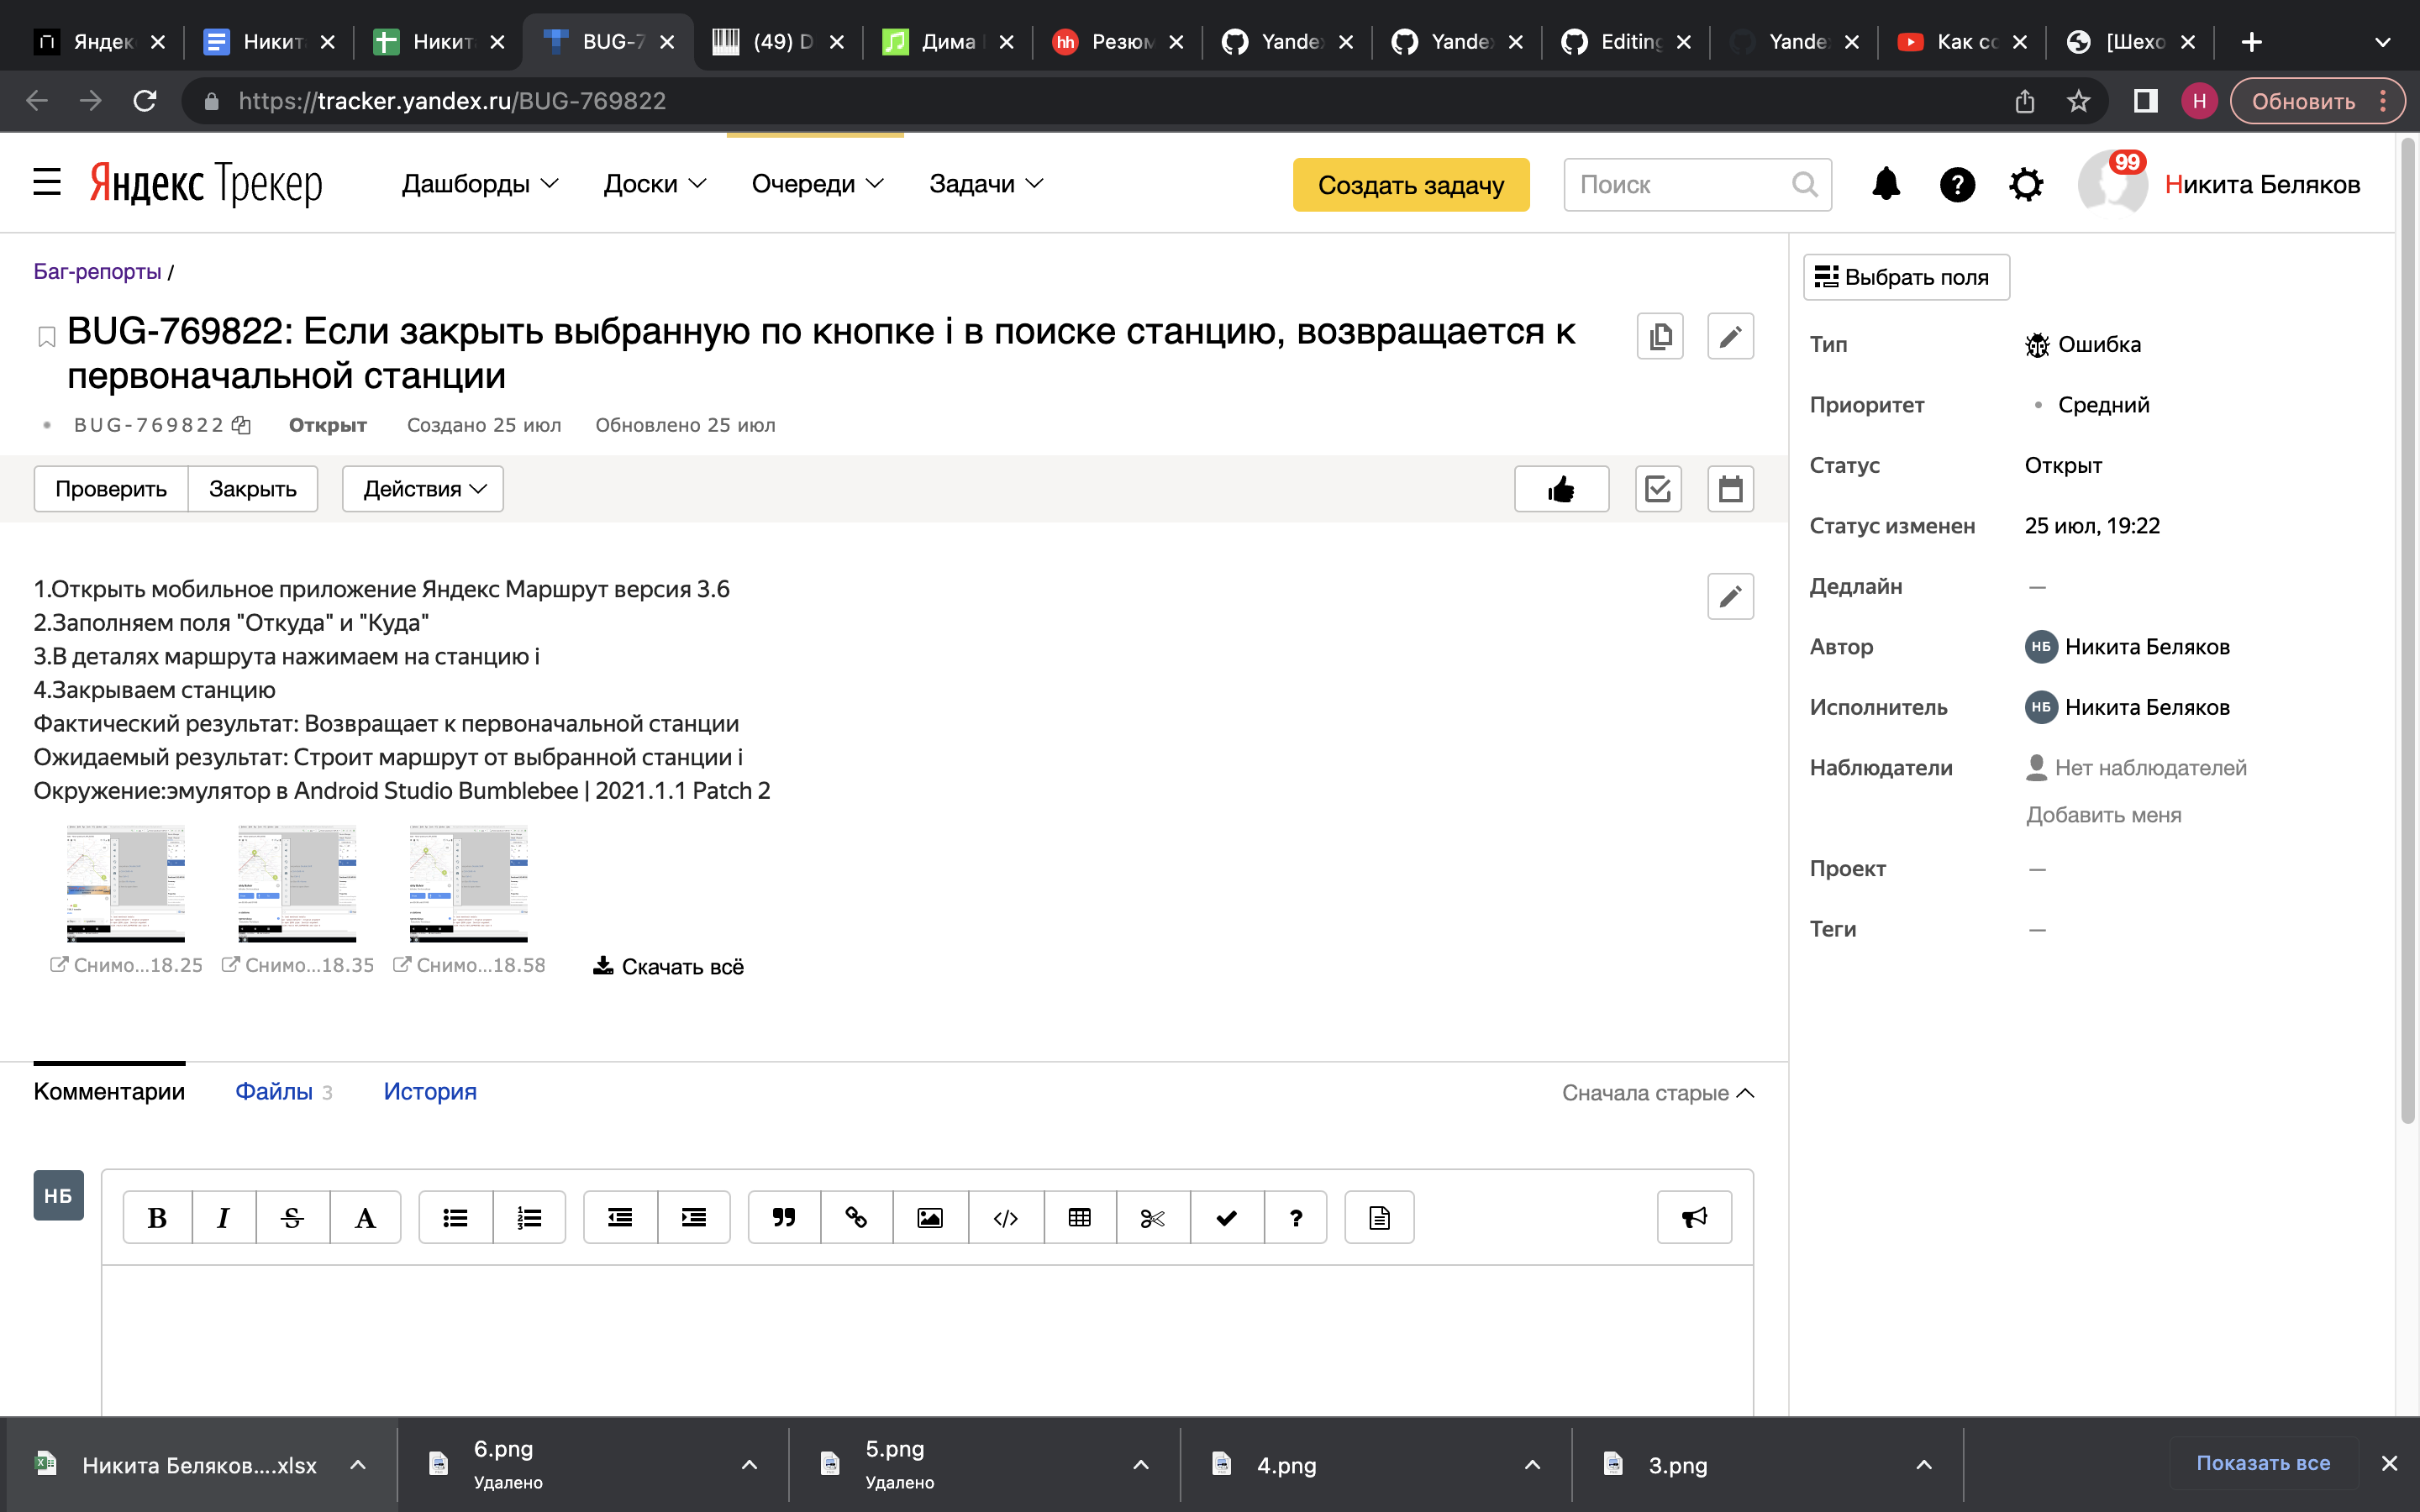 Яндек
Никит
Никит
BUG-7
(49) D
Дима
Резюм
Yande
Yande
Editing
Yande
Как со
[Шехо
https://tracker.yandex.ru/BUG-769822
Н
Обновить
Яндекс Трекер
Дашборды
Доски
Очереди
Задачи
Создать задачу
Поиск
99
Никита Беляков
Баг-репорты /
BUG-769822: Если закрыть выбранную по кнопке i в поиске станцию, возвращается к
первоначальной станции
BUG-769822
Открыт
Создано 25 июл
Обновлено 25 июл
Проверить
Закрыть
Действия
1.Открыть мобильное приложение Яндекс Маршрут версия 3.6
2.Заполняем поля "Откуда" и "Куда"
3.В деталях маршрута нажимаем на станцию i
4.Закрываем станцию
Фактический результат: Возвращает к первоначальной станции
Ожидаемый результат: Строит маршрут от выбранной станции i
Окружение:эмулятор в Android Studio Bumblebee | 2021.1.1 Patch 2
Снимо...18.25
Снимо...18.35
Снимо...18.58
Скачать всё
Выбрать поля
Тип Ошибка
Приоритет Средний
Статус Открыт
Статус изменен 25 июл, 19:22
Дедлайн —
Автор НБ Никита Беляков
Исполнитель НБ Никита Беляков
Наблюдатели Нет наблюдателей
Добавить меня
Проект —
Теги —
Комментарии
Файлы 3
История
Сначала старые
НБ
B I S A
Никита Беляков....xlsx
6.png
Удалено
5.png
Удалено
4.png
3.png
Показать все